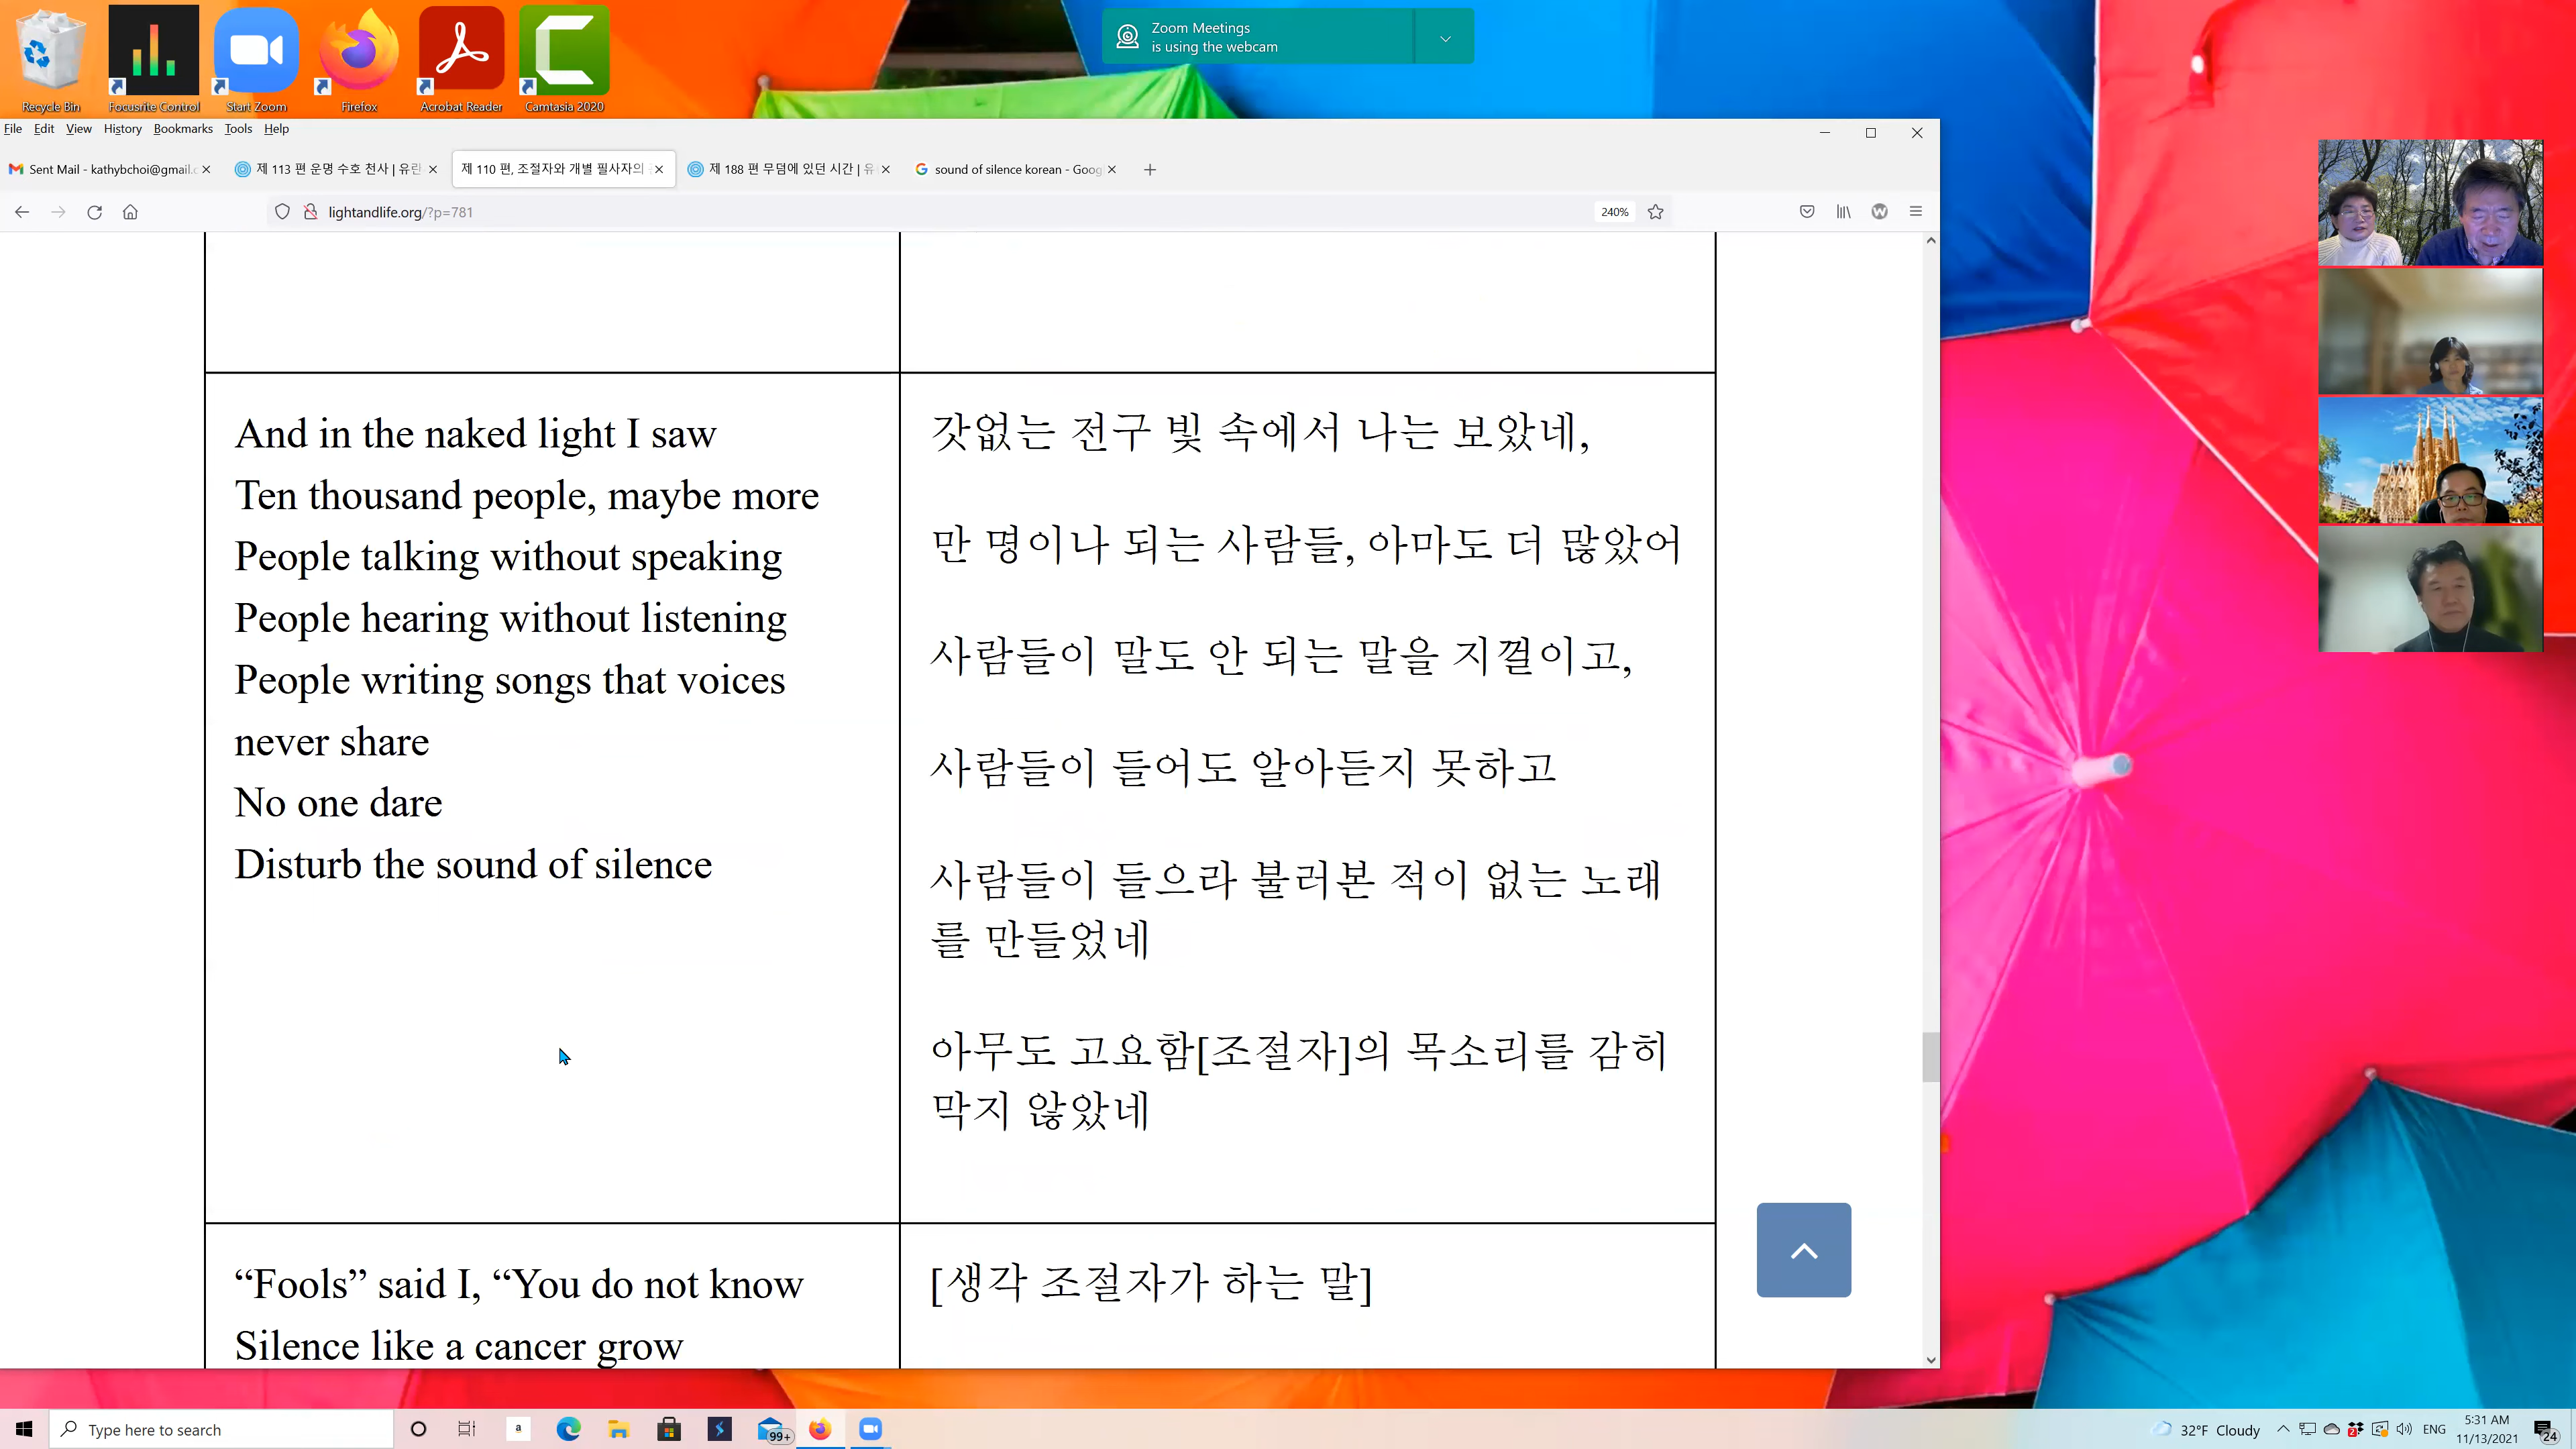 Recycle Bin
Focusrite Control
Start Zoom
Firefox
Acrobat Reader
Camtasia 2020
Zoom Meetings
is using the webcam
File Edit View History Bookmarks Tools Help
Sent Mail - kathybchoi@gmail.c
제 113 편 운명 수호 천사 | 유란
제 110 편, 조절자와 개별 필사자의
제 188 편 무덤에 있던 시간 | 유
sound of silence korean - Goog
lightandlife.org/?p=781
240%
And in the naked light I saw
Ten thousand people, maybe more
People talking without speaking
People hearing without listening
People writing songs that voices
never share
No one dare
Disturb the sound of silence
갓없는 전구 빛 속에서 나는 보았네,
만 명이나 되는 사람들, 아마도 더 많았어
사람들이 말도 안 되는 말을 지껄이고,
사람들이 들어도 알아듣지 못하고
사람들이 들으라 불러본 적이 없는 노래
를 만들었네
아무도 고요함[조절자]의 목소리를 감히
막지 않았네
“Fools” said I, “You do not know
Silence like a cancer grow
[생각 조절자가 하는 말]
Type here to search
a
99+
32°F Cloudy
2
ENG
5:31 AM
11/13/2021
24